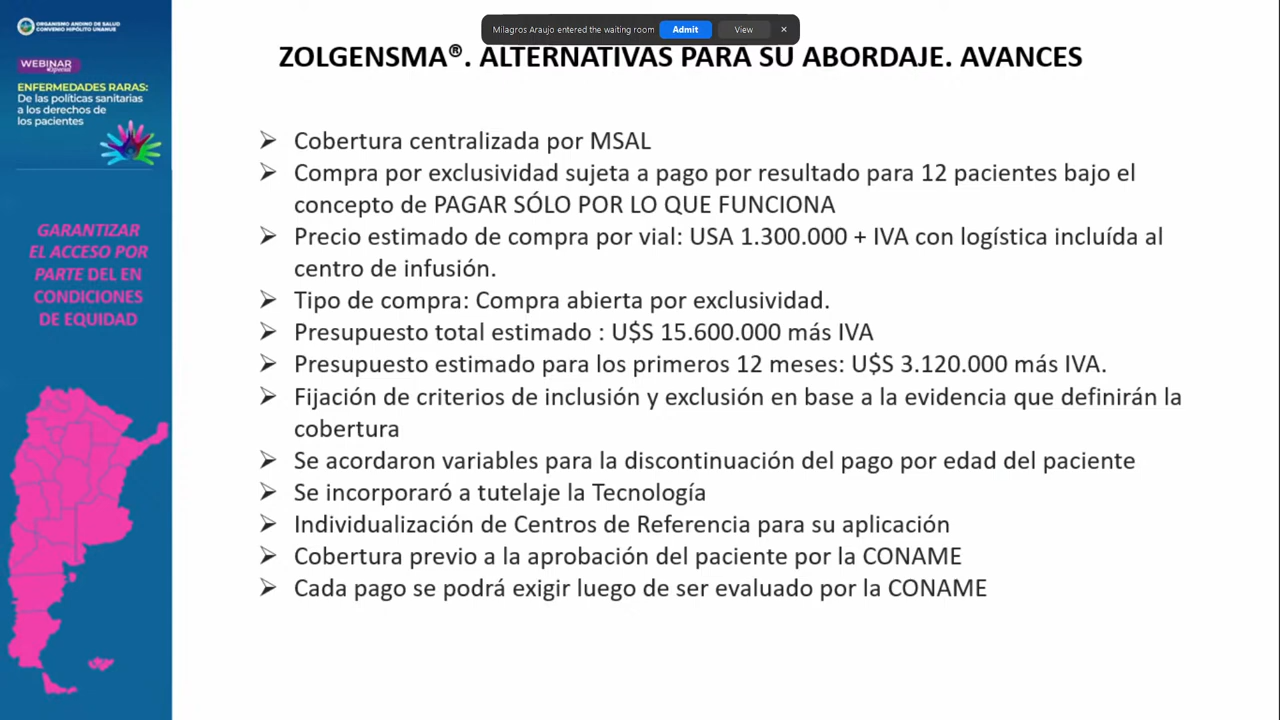 ORGANISMO ANDINO DE SALUD
CONVENIO HIPÓLITO UNANUE
WEBINAR
Especial
ENFERMEDADES RARAS:
De las políticas sanitarias
a los derechos de
los pacientes
GARANTIZAR
EL ACCESO POR
PARTE DEL EN
CONDICIONES
DE EQUIDAD
Milagros Araujo entered the waiting room Admit View ×
ZOLGENSMA®. ALTERNATIVAS PARA SU ABORDAJE. AVANCES
➢ Cobertura centralizada por MSAL
➢ Compra por exclusividad sujeta a pago por resultado para 12 pacientes bajo el
concepto de PAGAR SÓLO POR LO QUE FUNCIONA
➢ Precio estimado de compra por vial: USA 1.300.000 + IVA con logística incluída al
centro de infusión.
➢ Tipo de compra: Compra abierta por exclusividad.
➢ Presupuesto total estimado : U$S 15.600.000 más IVA
➢ Presupuesto estimado para los primeros 12 meses: U$S 3.120.000 más IVA.
➢ Fijación de criterios de inclusión y exclusión en base a la evidencia que definirán la
cobertura
➢ Se acordaron variables para la discontinuación del pago por edad del paciente
➢ Se incorporaró a tutelaje la Tecnología
➢ Individualización de Centros de Referencia para su aplicación
➢ Cobertura previo a la aprobación del paciente por la CONAME
➢ Cada pago se podrá exigir luego de ser evaluado por la CONAME